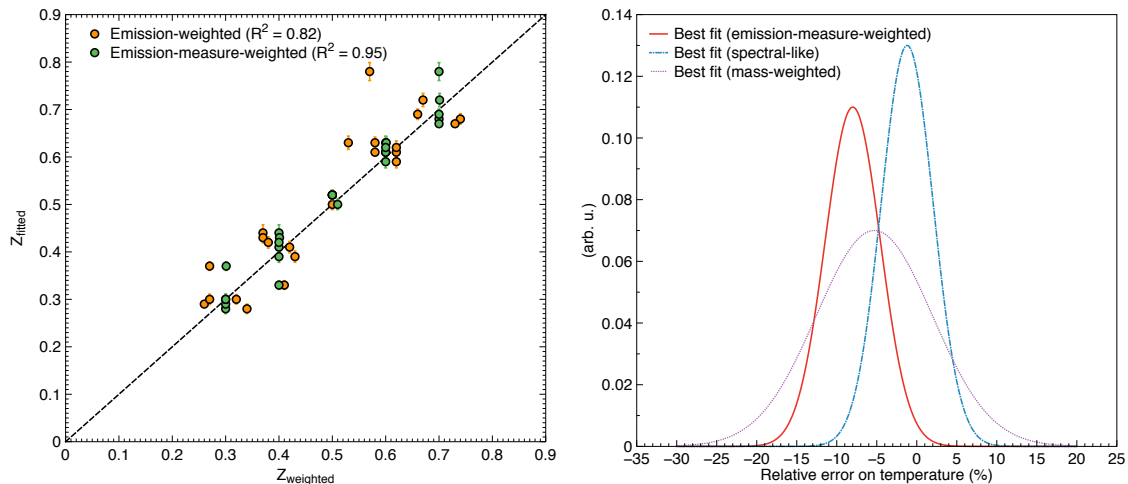 Emission-weighted (R² = 0.82)
Emission-measure-weighted (R² = 0.95)
Z_fitted
0.9
0.8
0.7
0.6
0.5
0.4
0.3
0.2
0.1
0
0 0.1 0.2 0.3 0.4 0.5 0.6 0.7 0.8 0.9
Z_weighted
Best fit (emission-measure-weighted)
Best fit (spectral-like)
Best fit (mass-weighted)
(arb. u.)
0.14
0.12
0.10
0.08
0.06
0.04
0.02
0
−35 −30 −25 −20 −15 −10 −5 0 5 10 15 20 25
Relative error on temperature (%)